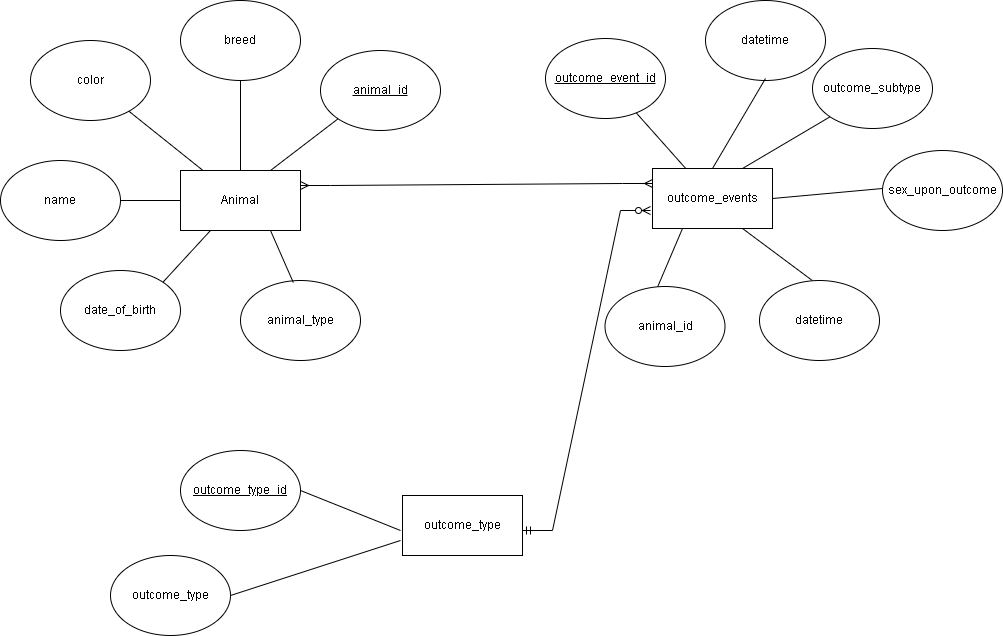 breed
datetime
color
outcome_event_id
animal_id
outcome_subtype
name
Animal
outcome_events
sex_upon_outcome
date_of_birth
animal_type
animal_id
datetime
outcome_type_id
outcome_type
outcome_type